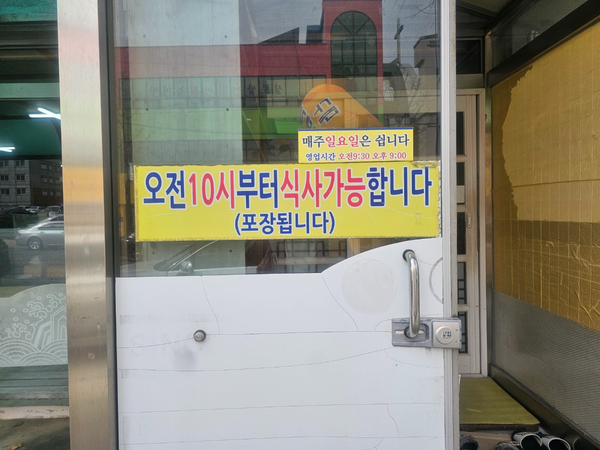 매주일요일은 쉽니다
영업시간 오전9:30 오후 9:00
오전10시부터식사가능합니다
(포장됩니다)